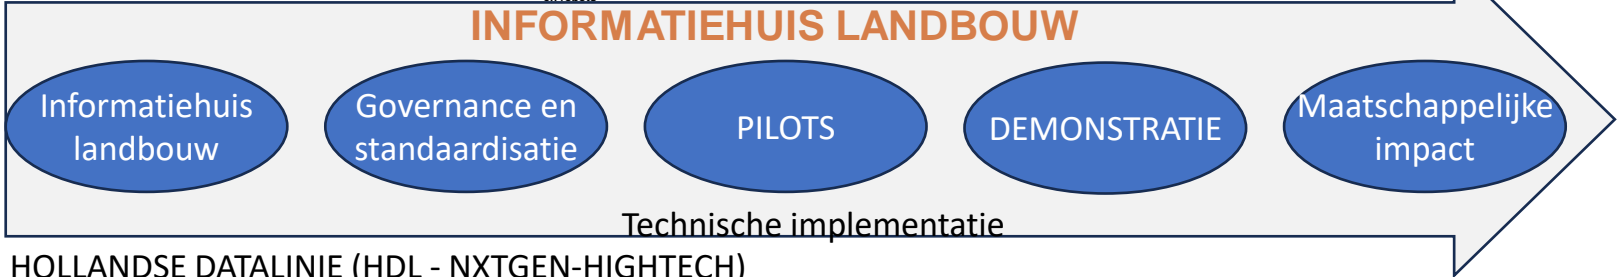 INFORMATIEHUIS LANDBOUW
Informatiehuis
landbouw
Governance en
standaardisatie
PILOTS
DEMONSTRATIE
Maatschappelijke
impact
Technische implementatie
HOLLANDSE DATALINIE (HDL - NXTGEN-HIGHTECH)